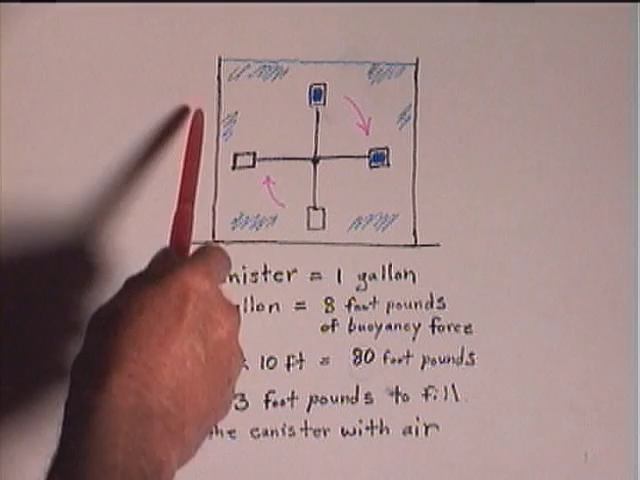 nister = 1 gallon
llon = 8 foot pounds
of buoyancy force
10 ft = 80 foot pounds
3 foot pounds to fill
he canister with air